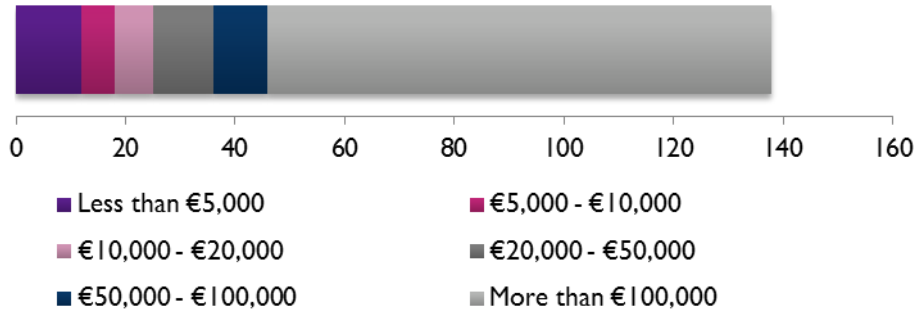 0 20 40 60 80 100 120 140 160
Less than €5,000 €5,000 - €10,000
€10,000 - €20,000 €20,000 - €50,000
€50,000 - €100,000 More than €100,000